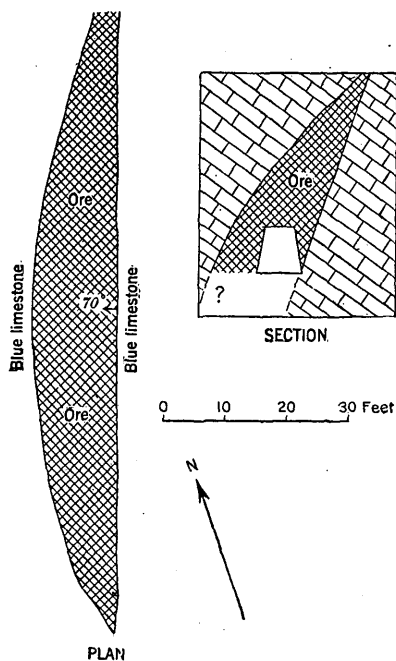 Ore
Blue limestone
70°
Blue limestone
Ore
PLAN
Ore
?
SECTION.
0 10 20 30 Feet
N